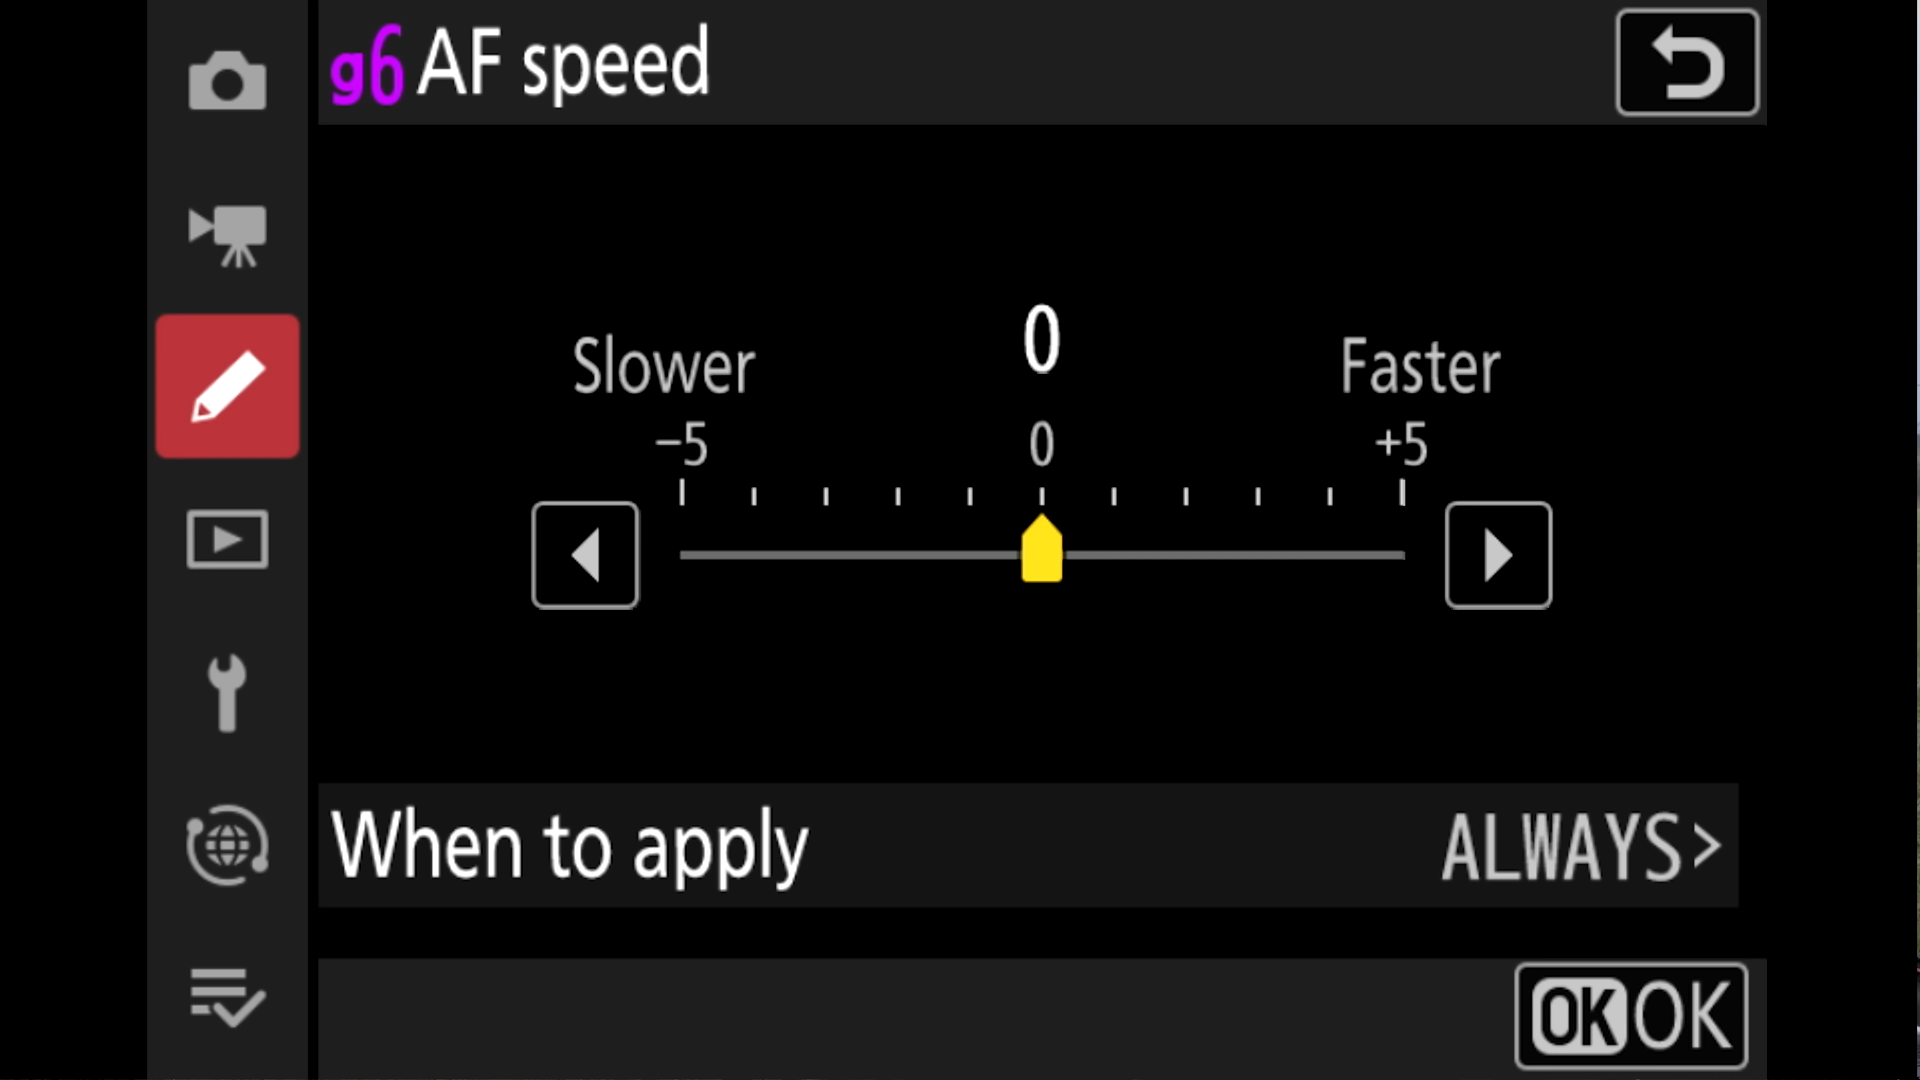 g6 AF speed
0
Slower Faster
−5 0 +5
When to apply ALWAYS>
OK OK